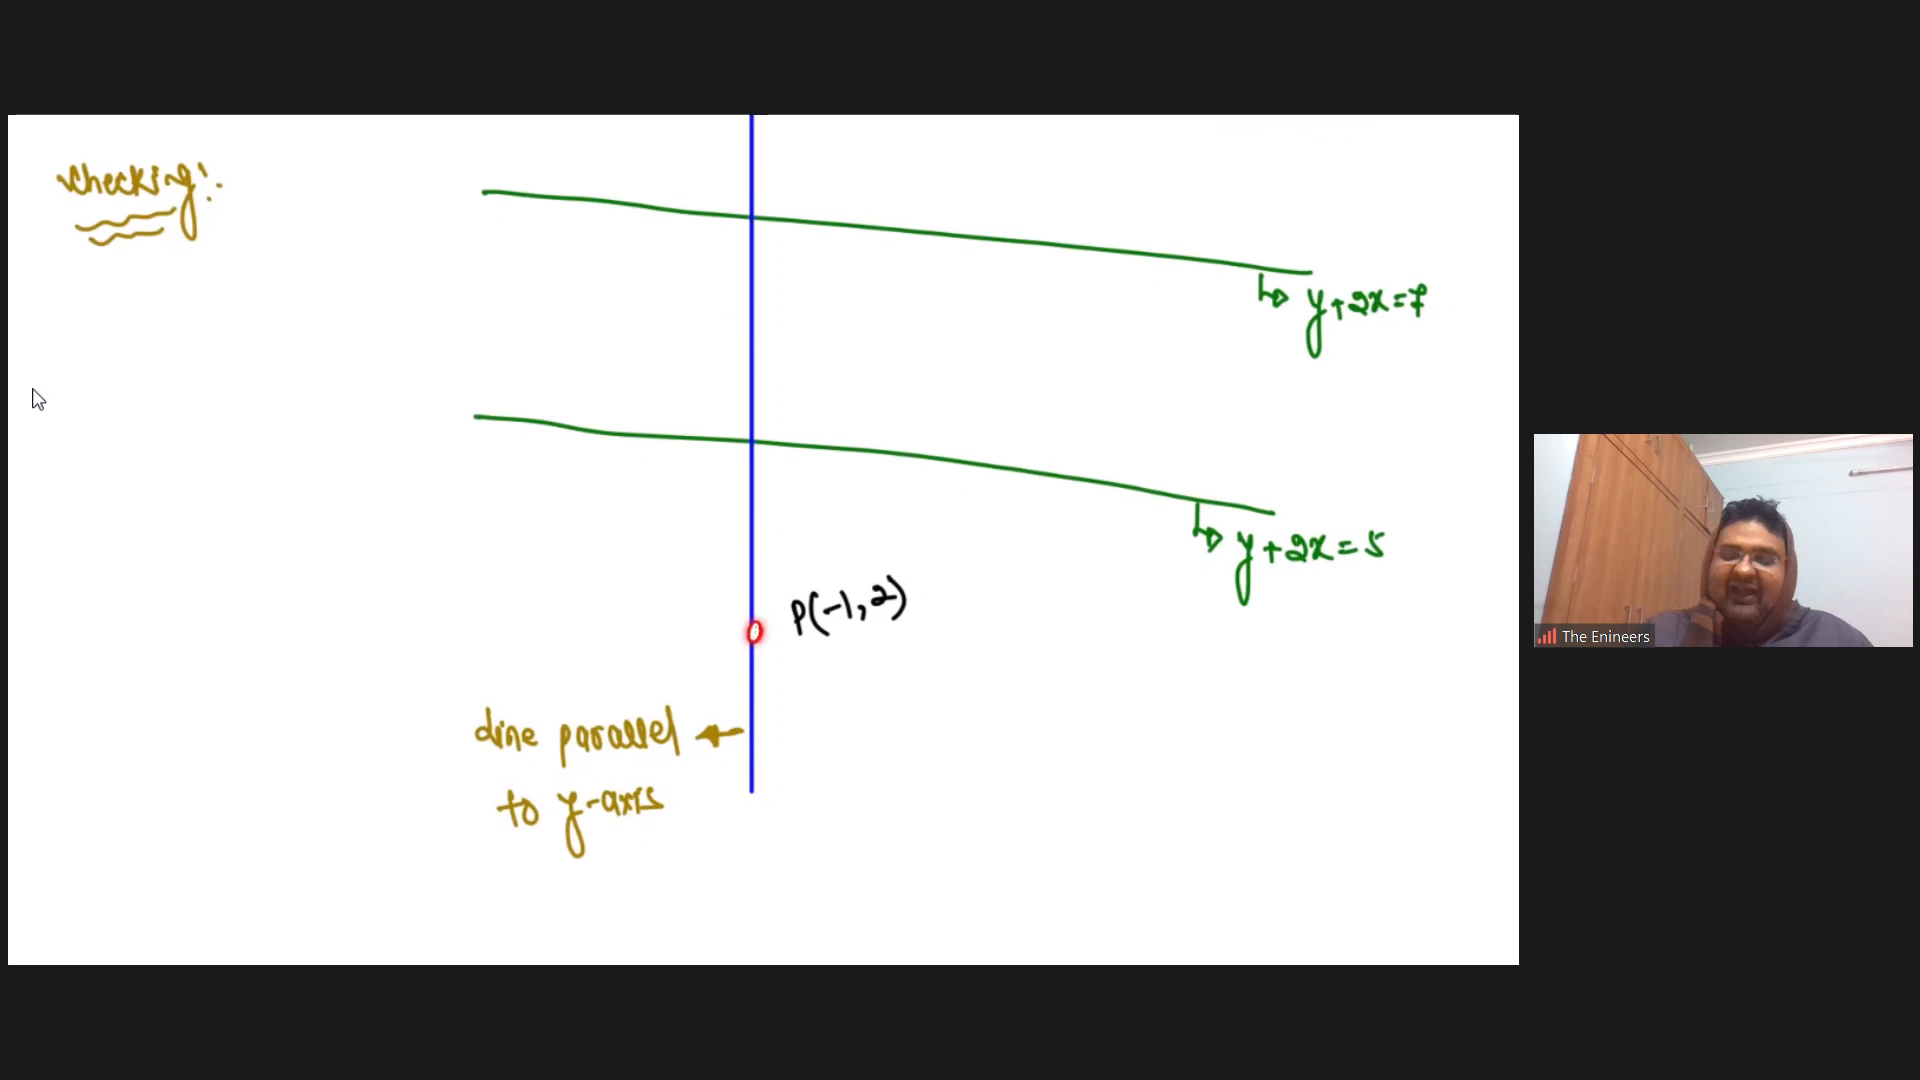 Checking:
y+2x=7
y+2x=5
P(-1,2)
Line parallel
to y-axis
The Enineers